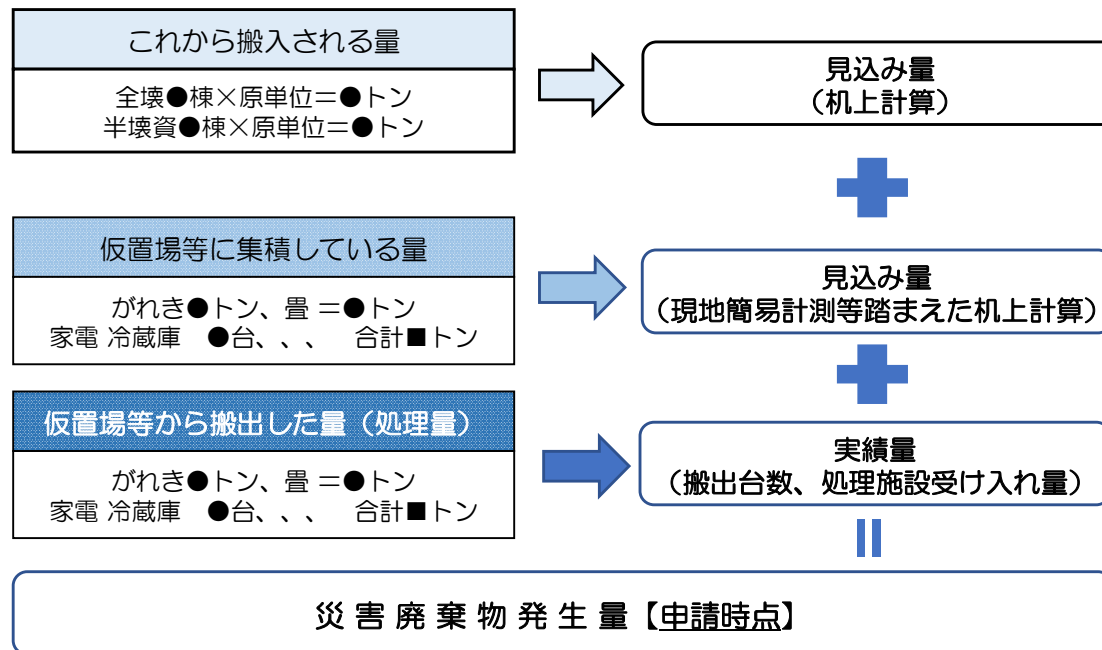 これから搬入される量
全壊●棟×原単位＝●トン
半壊資●棟×原単位＝●トン
見込み量
（机上計算）
仮置場等に集積している量
がれき●トン、畳 ＝●トン
家電 冷蔵庫　●台、、、　合計■トン
見込み量
（現地簡易計測等踏まえた机上計算）
仮置場等から搬出した量（処理量）
がれき●トン、畳 ＝●トン
家電 冷蔵庫　●台、、、　合計■トン
実績量
（搬出台数、処理施設受け入れ量）
災 害 廃 棄 物 発 生 量【申請時点】